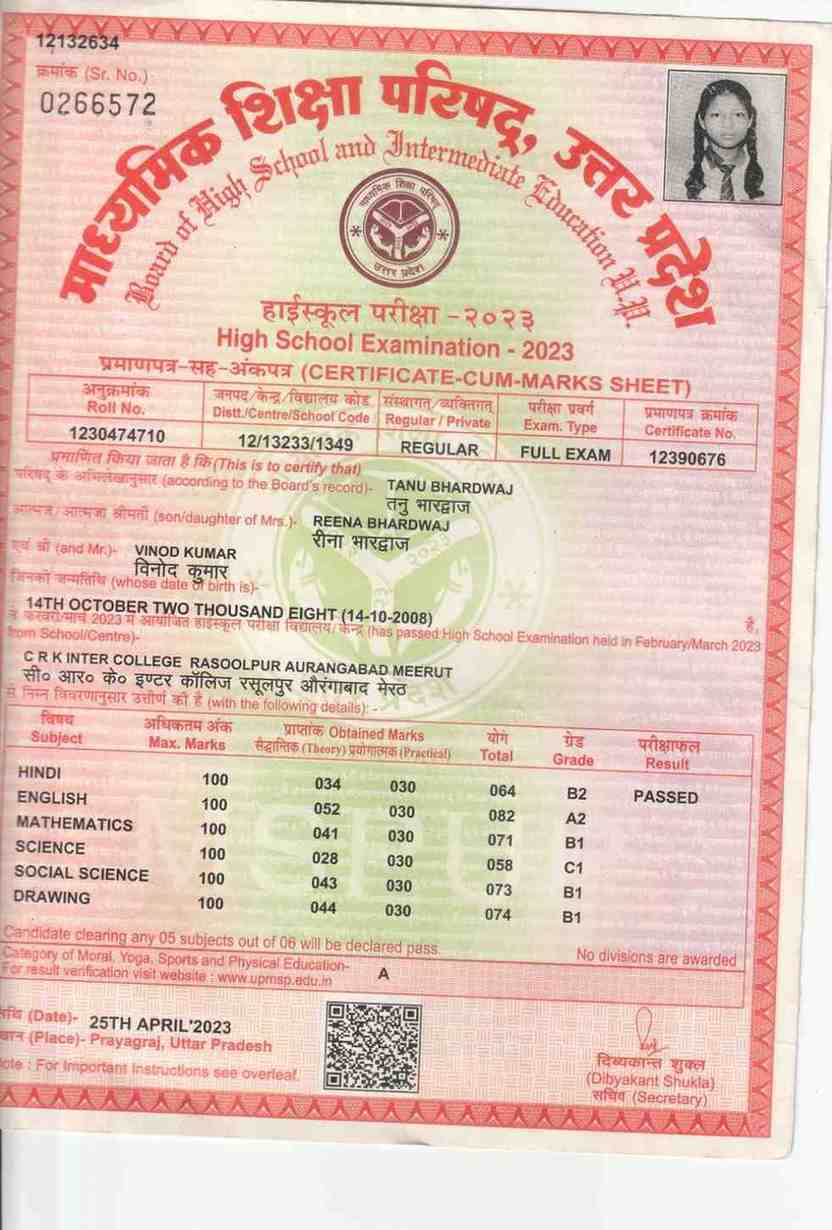 12132634
क्रमांक (Sr. No.)
0266572
माध्यमिक शिक्षा परिषद्, उत्तर प्रदेश
Board of High School and Intermediate Education U.P.
माध्यमिक शिक्षा परिषद्
उत्तर प्रदेश
हाईस्कूल परीक्षा -२०२३
High School Examination - 2023
प्रमाणपत्र-सह-अंकपत्र (CERTIFICATE-CUM-MARKS SHEET)
अनुक्रमांक जनपद/केन्द्र/विद्यालय कोड संस्थागत/व्यक्तिगत परीक्षा प्रवर्ग प्रमाणपत्र क्रमांक
Roll No. Distt./Centre/School Code Regular / Private Exam. Type Certificate No.
1230474710 12/13233/1349 REGULAR FULL EXAM 12390676
प्रमाणित किया जाता है कि (This is to certify that)
परिषद् के अभिलेखानुसार (according to the Board's record)- TANU BHARDWAJ
तनु भारद्वाज
आत्मज/आत्मजा श्रीमती (son/daughter of Mrs.)- REENA BHARDWAJ
रीना भारद्वाज
एवं श्री (and Mr.)- VINOD KUMAR
विनोद कुमार
जिनकी जन्मतिथि (whose date of birth is)-
14TH OCTOBER TWO THOUSAND EIGHT (14-10-2008) है,
ने फरवरी/मार्च 2023 में आयोजित हाईस्कूल परीक्षा विद्यालय/केन्द्र (has passed High School Examination held in February/March 2023
from School/Centre)-
C R K INTER COLLEGE RASOOLPUR AURANGABAD MEERUT
सी० आर० के० इण्टर कॉलिज रसूलपुर औरंगाबाद मेरठ
से निम्न विवरणानुसार उत्तीर्ण की है (with the following details): -
विषय अधिकतम अंक प्राप्तांक Obtained Marks योग ग्रेड परीक्षाफल
Subject Max. Marks सैद्धान्तिक (Theory) प्रयोगात्मक (Practical) Total Grade Result
HINDI 100 034 030 064 B2 PASSED
ENGLISH 100 052 030 082 A2
MATHEMATICS 100 041 030 071 B1
SCIENCE 100 028 030 058 C1
SOCIAL SCIENCE 100 043 030 073 B1
DRAWING 100 044 030 074 B1
Candidate clearing any 05 subjects out of 06 will be declared pass. No divisions are awarded
Category of Moral, Yoga, Sports and Physical Education- A
For result verification visit website : www.upmsp.edu.in
(Date)- 25TH APRIL'2023
(Place)- Prayagraj, Uttar Pradesh
: For Important Instructions see overleaf.
दिब्यकान्त शुक्ल
(Dibyakant Shukla)
सचिव (Secretary)